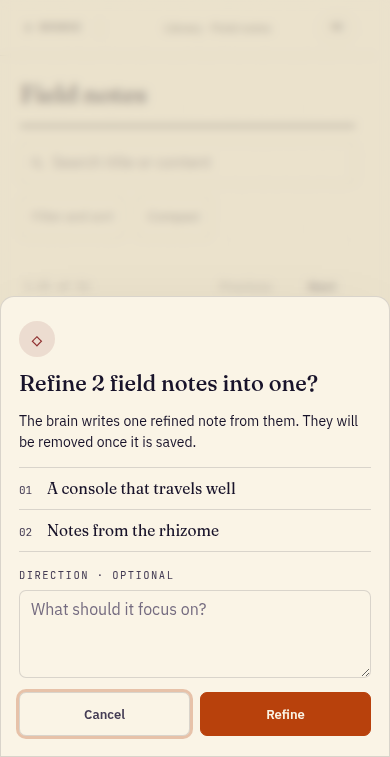 Field notes
Refine 2 field notes into one?
The brain writes one refined note from them. They will
be removed once it is saved.
01 A console that travels well
02 Notes from the rhizome
DIRECTION · OPTIONAL
What should it focus on?
Cancel Refine